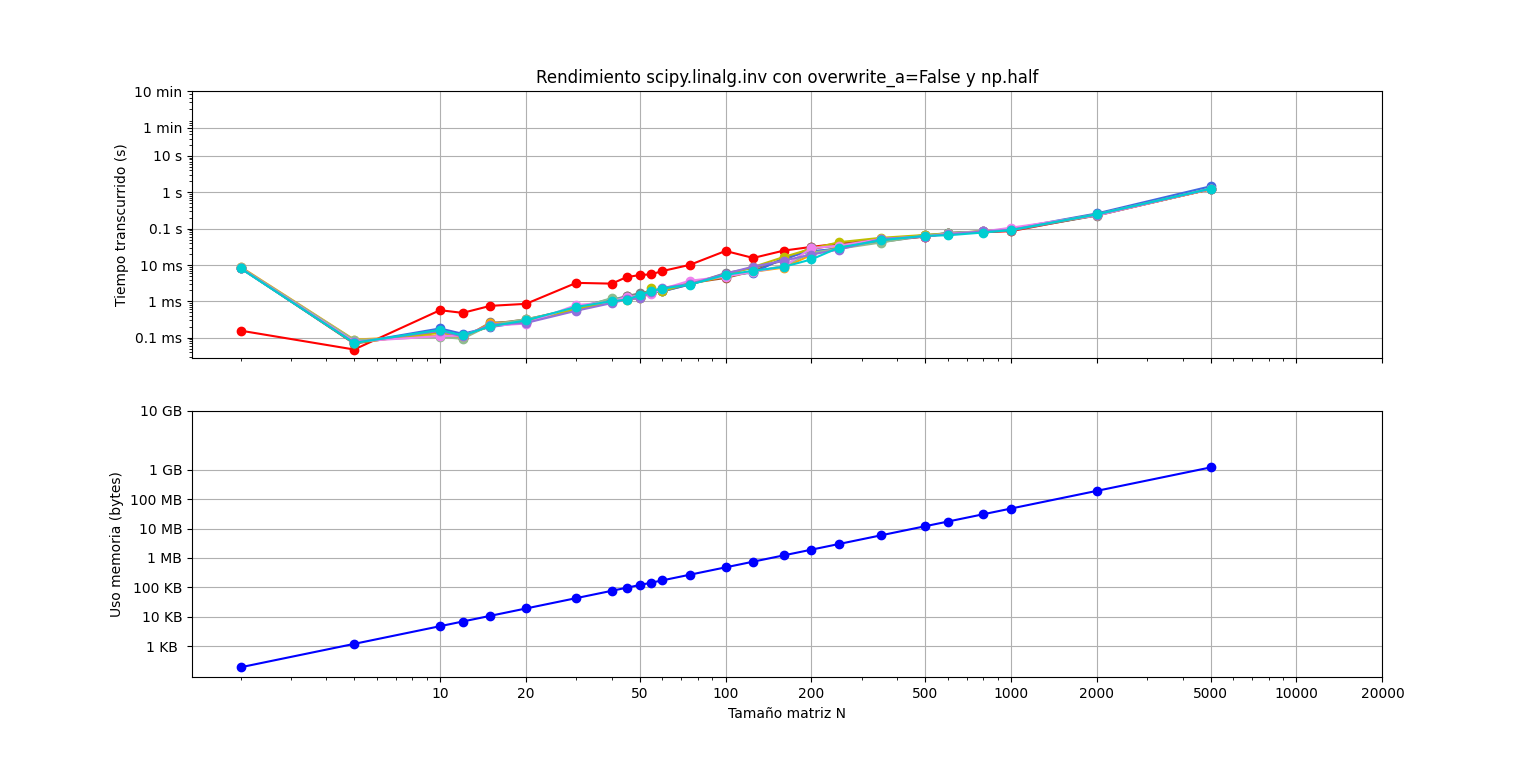 Rendimiento scipy.linalg.inv con overwrite_a=False y np.half
Tiempo transcurrido (s)
10 min
1 min
10 s
1 s
0.1 s
10 ms
1 ms
0.1 ms
Uso memoria (bytes)
10 GB
1 GB
100 MB
10 MB
1 MB
100 KB
10 KB
1 KB
10 20 50 100 200 500 1000 2000 5000 10000 20000
Tamaño matriz N